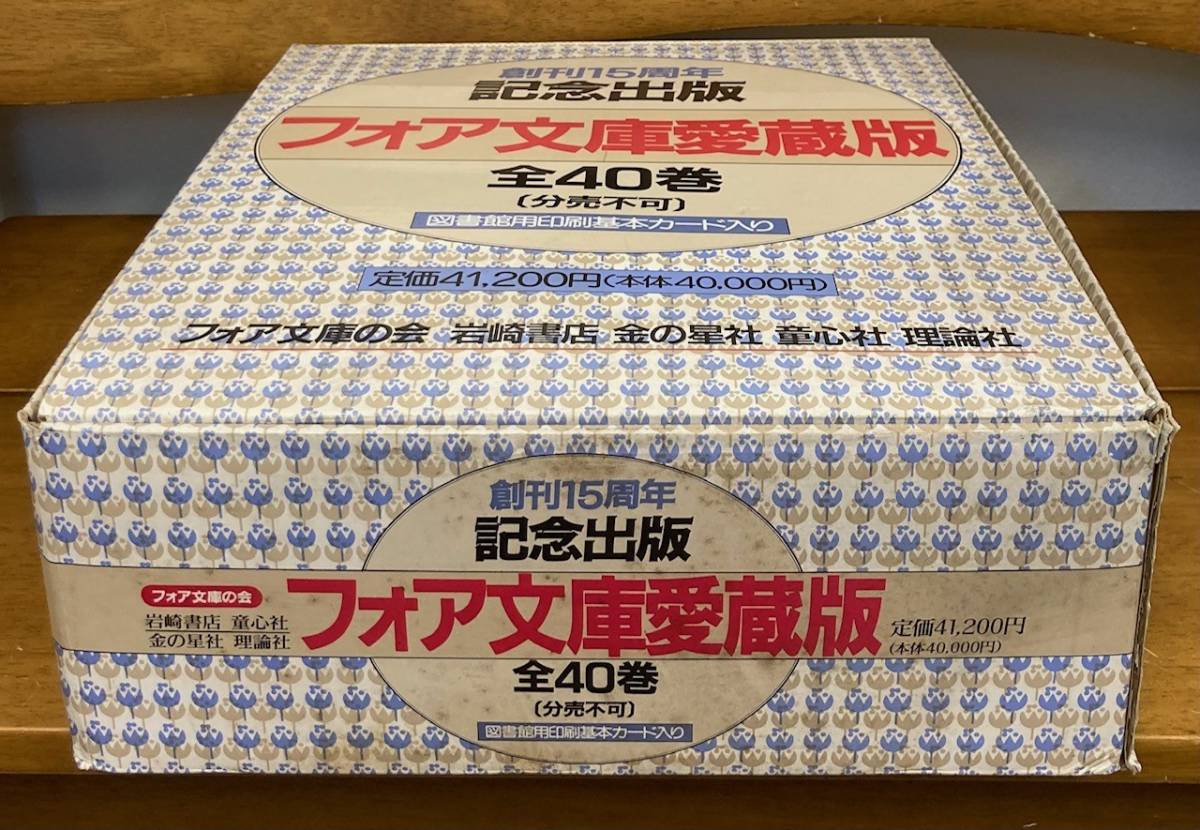 創刊15周年
記念出版
フォア文庫愛蔵版
全40巻
〔分売不可〕
図書館用印刷基本カード入り
定価41,200円(本体40,000円)
フォア文庫の会 岩崎書店 金の星社 童心社 理論社
創刊15周年
記念出版
フォア文庫の会
岩崎書店 童心社
金の星社 理論社
フォア文庫愛蔵版
定価41,200円
(本体40,000円)
全40巻
〔分売不可〕
図書館用印刷基本カード入り